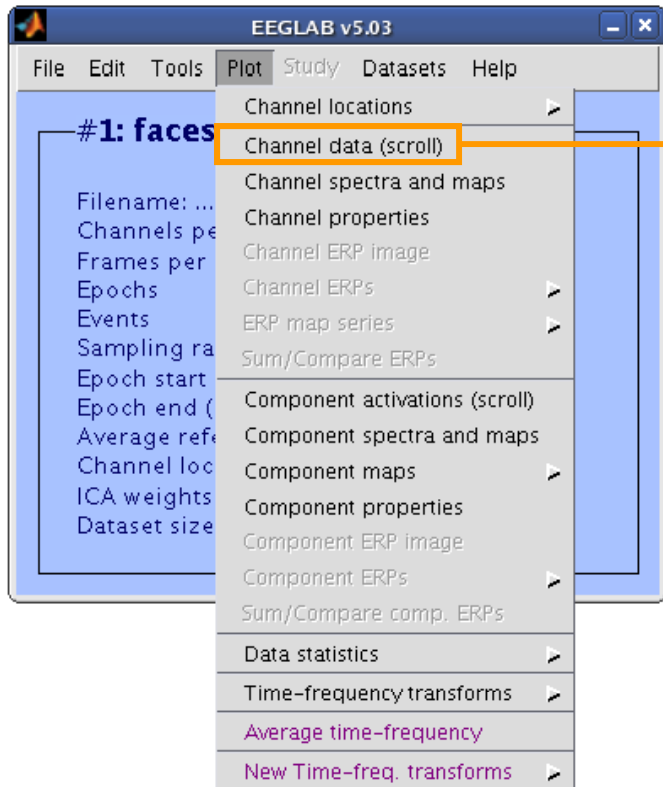 EEGLAB v5.03
File Edit Tools Plot Study Datasets Help
#1: faces
Filename: ...
Channels pe
Frames per
Epochs
Events
Sampling ra
Epoch start
Epoch end (
Average refe
Channel loc
ICA weights
Dataset size
Channel locations
Channel data (scroll)
Channel spectra and maps
Channel properties
Channel ERP image
Channel ERPs
ERP map series
Sum/Compare ERPs
Component activations (scroll)
Component spectra and maps
Component maps
Component properties
Component ERP image
Component ERPs
Sum/Compare comp. ERPs
Data statistics
Time-frequency transforms
Average time-frequency
New Time-freq. transforms